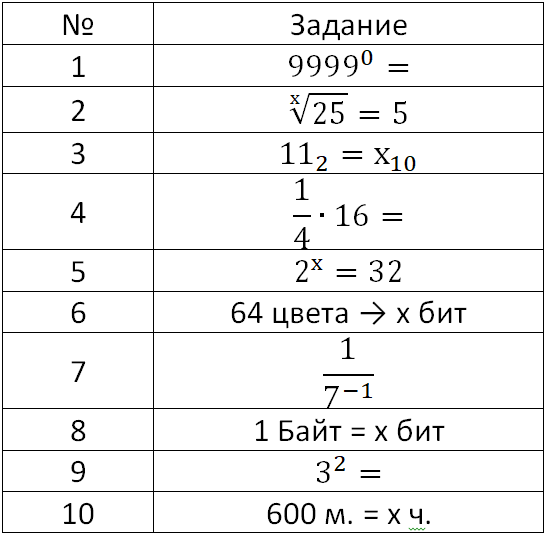 № Задание
1 9999⁰ =
2 ˣ√25 = 5
3 11₂ = x₁₀
4 1/4 · 16 =
5 2ˣ = 32
6 64 цвета → x бит
7 1/7⁻¹
8 1 Байт = x бит
9 3² =
10 600 м. = x ч.